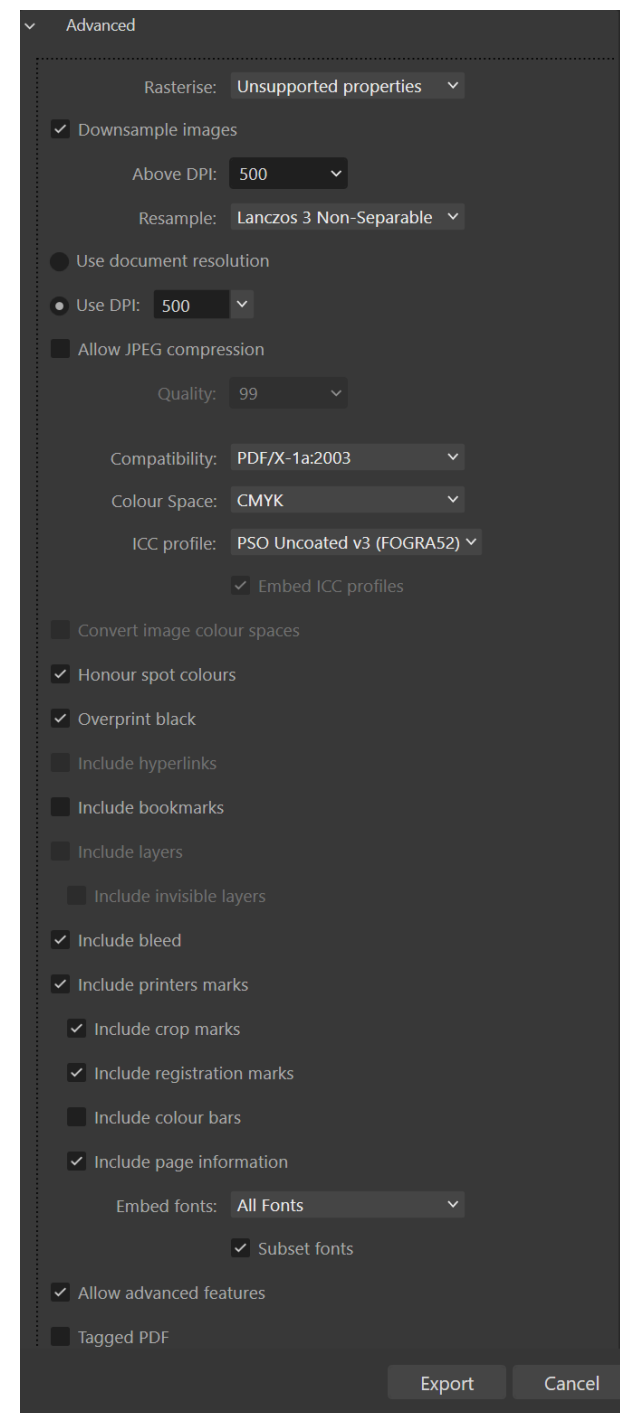 Advanced
Rasterise: Unsupported properties
Downsample images
Above DPI: 500
Resample: Lanczos 3 Non-Separable
Use document resolution
Use DPI: 500
Allow JPEG compression
Quality: 99
Compatibility: PDF/X-1a:2003
Colour Space: CMYK
ICC profile: PSO Uncoated v3 (FOGRA52)
Embed ICC profiles
Convert image colour spaces
Honour spot colours
Overprint black
Include hyperlinks
Include bookmarks
Include layers
Include invisible layers
Include bleed
Include printers marks
Include crop marks
Include registration marks
Include colour bars
Include page information
Embed fonts: All Fonts
Subset fonts
Allow advanced features
Tagged PDF
Export Cancel